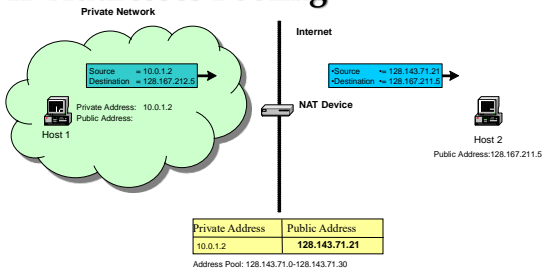 Private Network
Internet
Source = 10.0.1.2
Destination = 128.167.212.5
•Source •= 128.143.71.21
•Destination •= 128.167.211.5
Private Address: 10.0.1.2
Public Address:
NAT Device
Host 1
Host 2
Public Address:128.167.211.5
Private Address Public Address
10.0.1.2 128.143.71.21
Address Pool: 128.143.71.0-128.143.71.30